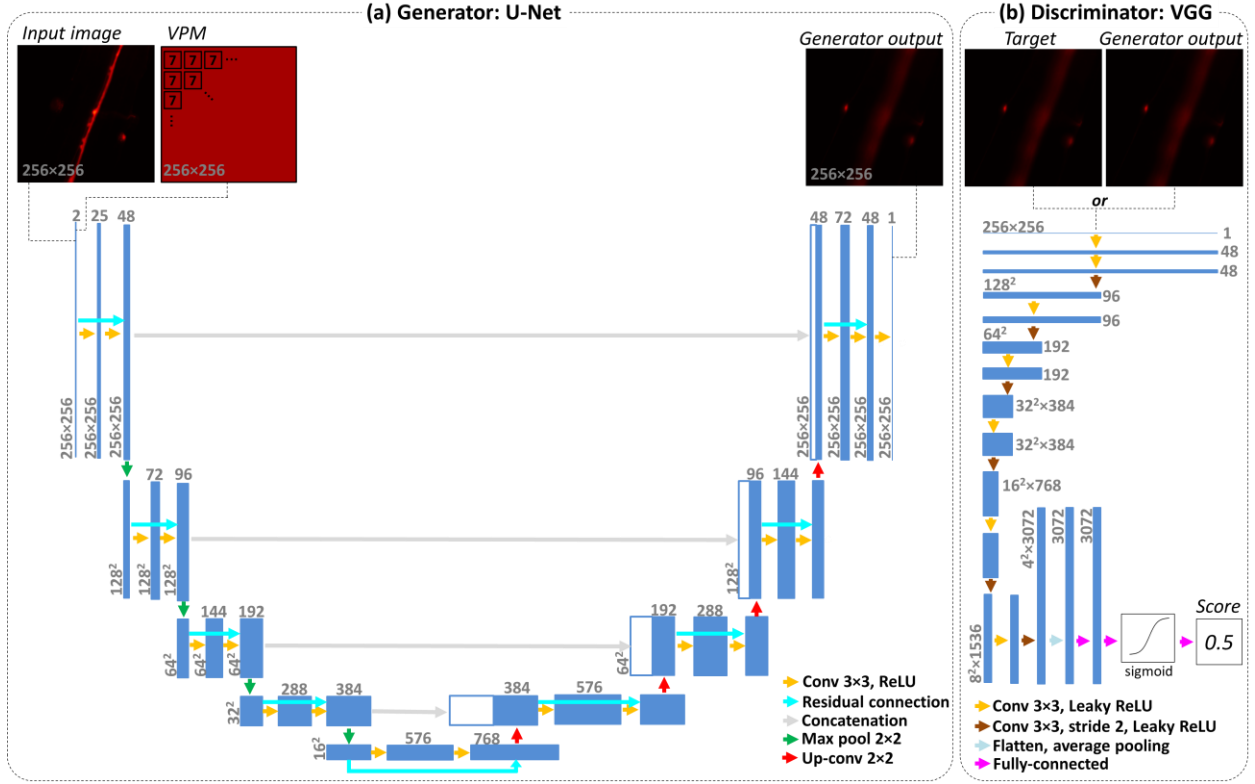 (a) Generator: U-Net
Input image
VPM
Generator output
7 7 7 ...
7 7
7
256×256
256×256
256×256
2 25 48
48 72 48 1
256×256
256×256
256×256
256×256
256×256
256×256
256×256
72 96
96 144
128²
128²
128²
128²
144 192
192 288
64²
64²
64²
64²
288 384
384 576
32²
576 768
16²
Conv 3×3, ReLU
Residual connection
Concatenation
Max pool 2×2
Up-conv 2×2
(b) Discriminator: VGG
Target
Generator output
or
256×256
1
48
48
128²
96
96
64²
192
192
32²×384
32²×384
16²×768
4²×3072
3072
3072
8²×1536
sigmoid
Score
0.5
Conv 3×3, Leaky ReLU
Conv 3×3, stride 2, Leaky ReLU
Flatten, average pooling
Fully-connected